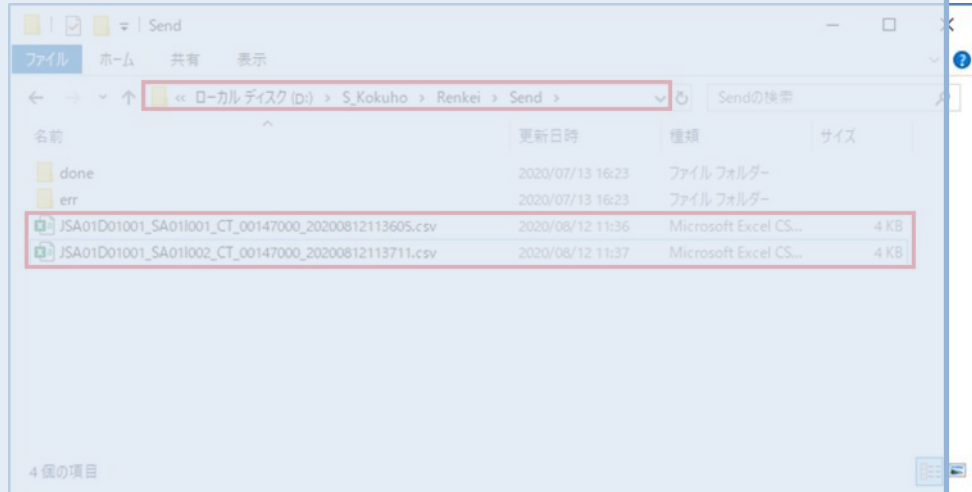 Send
ファイル ホーム 共有 表示
« ローカル ディスク (D:) › S_Kokuho › Renkei › Send › Sendの検索
名前 更新日時 種類 サイズ
done 2020/07/13 16:23 ファイル フォルダー
err 2020/07/13 16:23 ファイル フォルダー
JSA01D01001_SA01I001_CT_00147000_20200812113605.csv 2020/08/12 11:36 Microsoft Excel CS... 4 KB
JSA01D01001_SA01I002_CT_00147000_20200812113711.csv 2020/08/12 11:37 Microsoft Excel CS... 4 KB
4 個の項目